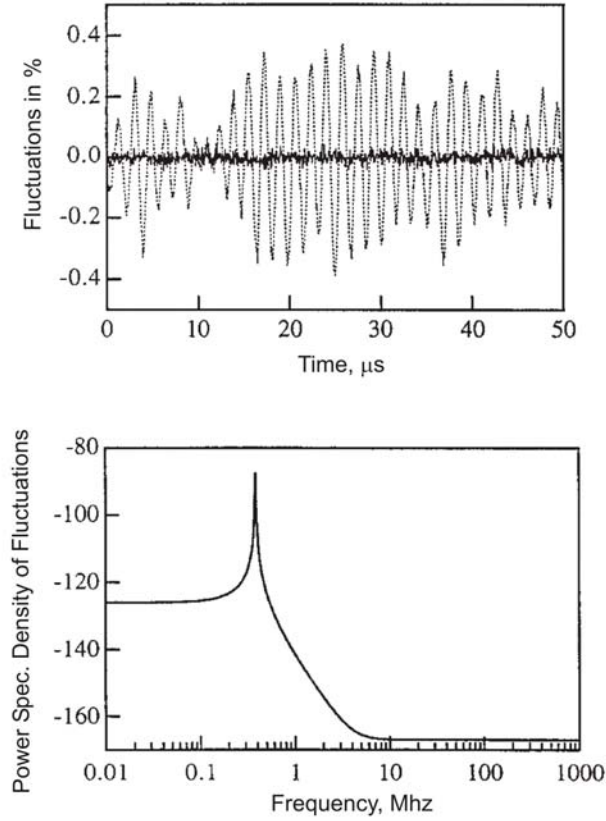 0.4
0.2
0.0
-0.2
-0.4
Fluctuations in %
0 10 20 30 40 50
Time, μs
-80
-100
-120
-140
-160
Power Spec. Density of Fluctuations
0.01 0.1 1 10 100 1000
Frequency, Mhz